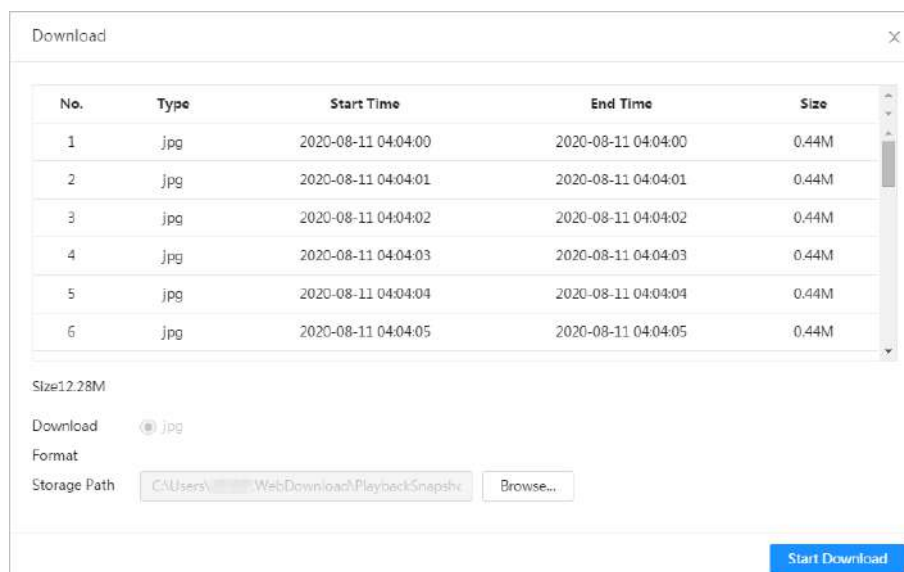 Download
No. Type Start Time End Time Size
1 jpg 2020-08-11 04:04:00 2020-08-11 04:04:00 0.44M
2 jpg 2020-08-11 04:04:01 2020-08-11 04:04:01 0.44M
3 jpg 2020-08-11 04:04:02 2020-08-11 04:04:02 0.44M
4 jpg 2020-08-11 04:04:03 2020-08-11 04:04:03 0.44M
5 jpg 2020-08-11 04:04:04 2020-08-11 04:04:04 0.44M
6 jpg 2020-08-11 04:04:05 2020-08-11 04:04:05 0.44M
Size12.28M
Download jpg
Format
Storage Path C:\Users\ WebDownload\PlaybackSnapsho Browse...
Start Download